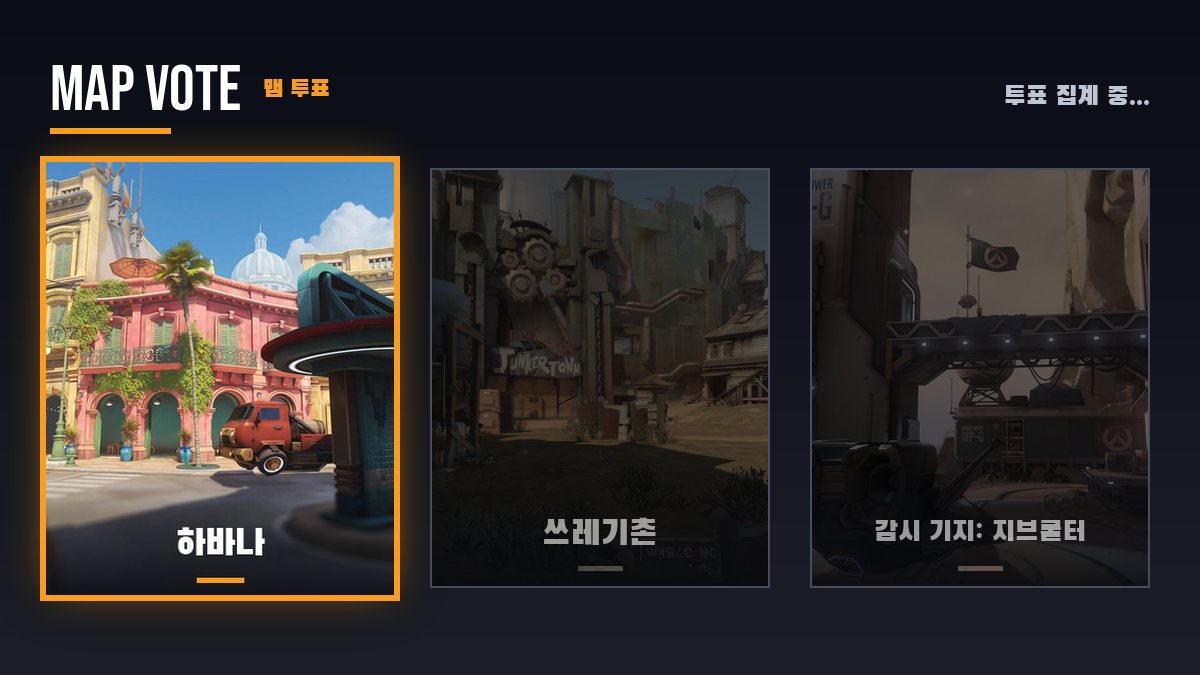 MAP VOTE 맵 투표
투표 집계 중...
JUNKERTOWN
WP-G
하바나
쓰레기촌
감시 기지: 지브롤터